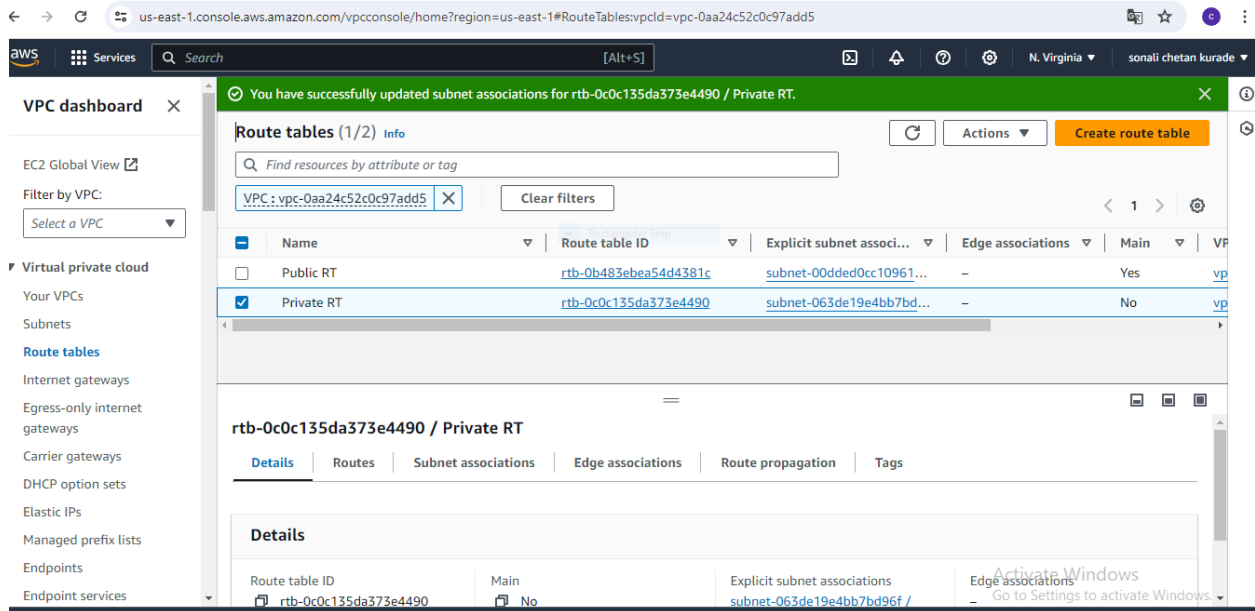 us-east-1.console.aws.amazon.com/vpcconsole/home?region=us-east-1#RouteTables:vpcId=vpc-0aa24c52c0c97add5
c
aws
Services
Search
[Alt+S]
N. Virginia
sonali chetan kurade
VPC dashboard
EC2 Global View
Filter by VPC:
Select a VPC
Virtual private cloud
Your VPCs
Subnets
Route tables
Internet gateways
Egress-only internet
gateways
Carrier gateways
DHCP option sets
Elastic IPs
Managed prefix lists
Endpoints
Endpoint services
You have successfully updated subnet associations for rtb-0c0c135da373e4490 / Private RT.
Route tables (1/2) Info
Actions
Create route table
Find resources by attribute or tag
VPC : vpc-0aa24c52c0c97add5
Clear filters
1
Rectangular Snip
Name Route table ID Explicit subnet associ... Edge associations Main VP
Public RT rtb-0b483ebea54d4381c subnet-00dded0cc10961... – Yes vp
Private RT rtb-0c0c135da373e4490 subnet-063de19e4bb7bd... – No vp
rtb-0c0c135da373e4490 / Private RT
Details Routes Subnet associations Edge associations Route propagation Tags
Details
Route table ID Main Explicit subnet associations Edge associations
rtb-0c0c135da373e4490 No subnet-063de19e4bb7bd96f / –
Activate Windows
Go to Settings to activate Windows.